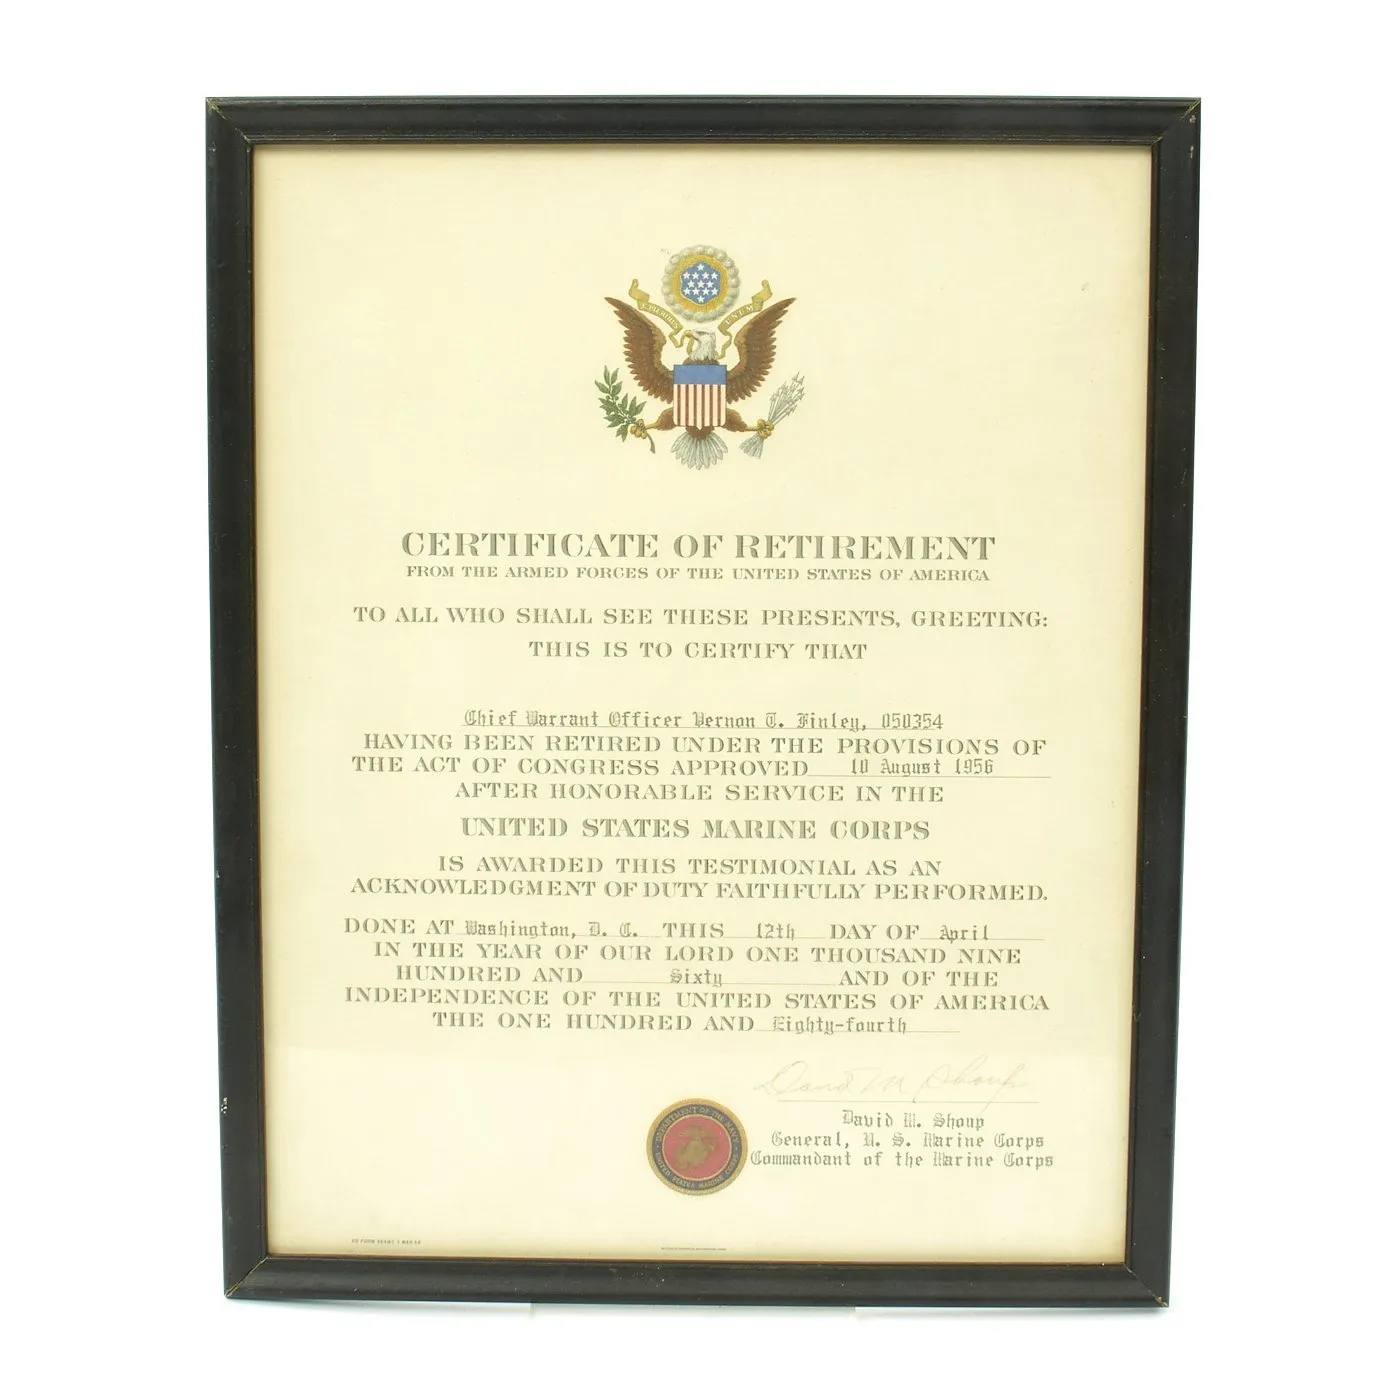 E PLURIBUS UNUM
CERTIFICATE OF RETIREMENT
FROM THE ARMED FORCES OF THE UNITED STATES OF AMERICA
TO ALL WHO SHALL SEE THESE PRESENTS, GREETING:
THIS IS TO CERTIFY THAT
Chief Warrant Officer Vernon T. Finley, 050354
HAVING BEEN RETIRED UNDER THE PROVISIONS OF
THE ACT OF CONGRESS APPROVED 10 August 1956
AFTER HONORABLE SERVICE IN THE
UNITED STATES MARINE CORPS
IS AWARDED THIS TESTIMONIAL AS AN
ACKNOWLEDGMENT OF DUTY FAITHFULLY PERFORMED.
DONE AT Washington, D. C. THIS 12th DAY OF April
IN THE YEAR OF OUR LORD ONE THOUSAND NINE
HUNDRED AND Sixty AND OF THE
INDEPENDENCE OF THE UNITED STATES OF AMERICA
THE ONE HUNDRED AND Eighty-fourth
David M Shoup
David M. Shoup
General, U. S. Marine Corps
Commandant of the Marine Corps
DEPARTMENT OF THE NAVY
UNITED STATES MARINE CORPS
DD FORM